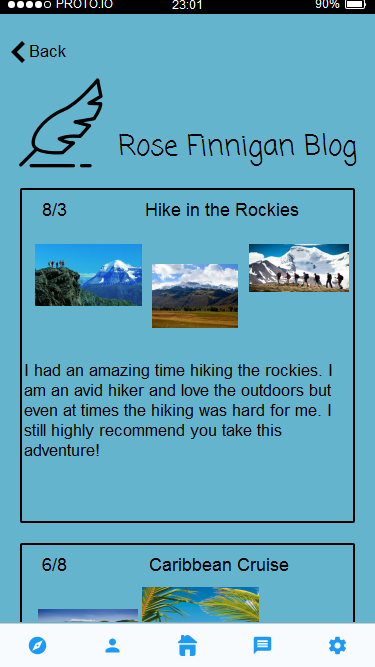 PROTO.IO 23:01 90%
Back
Rose Finnigan Blog
8/3 Hike in the Rockies
I had an amazing time hiking the rockies. I
am an avid hiker and love the outdoors but
even at times the hiking was hard for me. I
still highly recommend you take this
adventure!
6/8 Caribbean Cruise